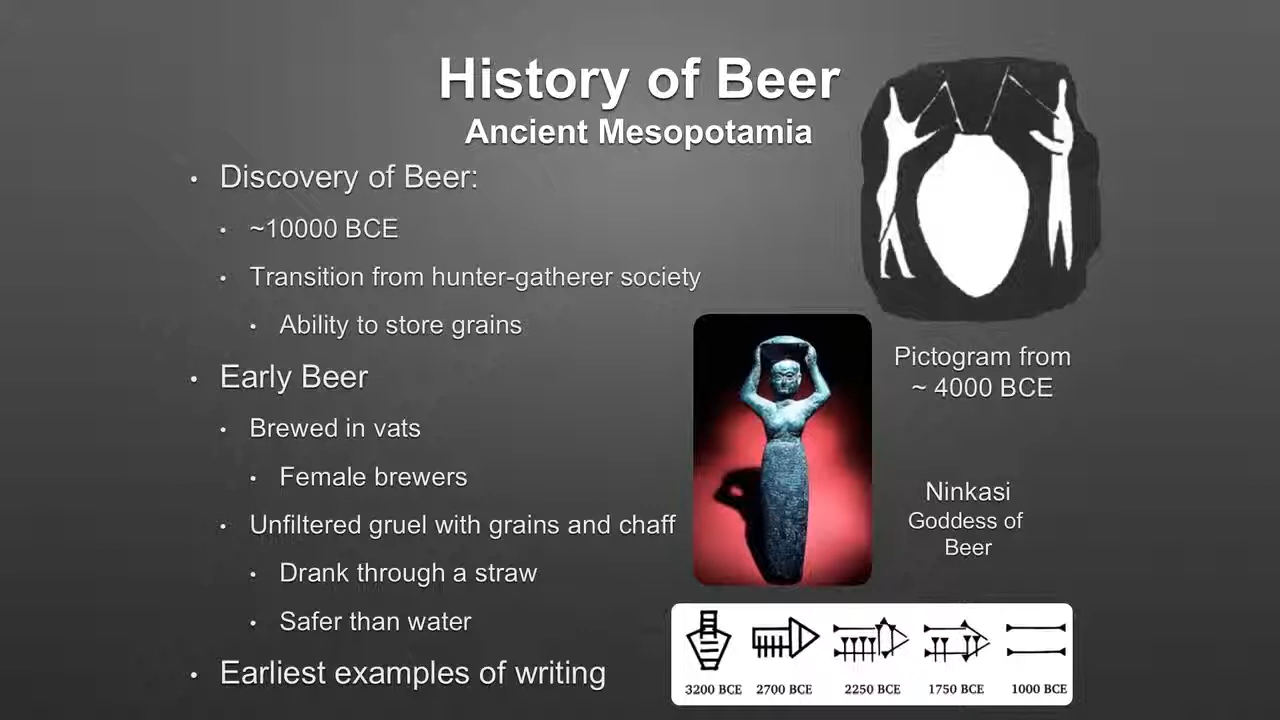 History of Beer
Ancient Mesopotamia
• Discovery of Beer:
• ~10000 BCE
• Transition from hunter-gatherer society
• Ability to store grains
• Early Beer
• Brewed in vats
• Female brewers
• Unfiltered gruel with grains and chaff
• Drank through a straw
• Safer than water
• Earliest examples of writing
Pictogram from
~ 4000 BCE
Ninkasi
Goddess of
Beer
3200 BCE 2700 BCE 2250 BCE 1750 BCE 1000 BCE